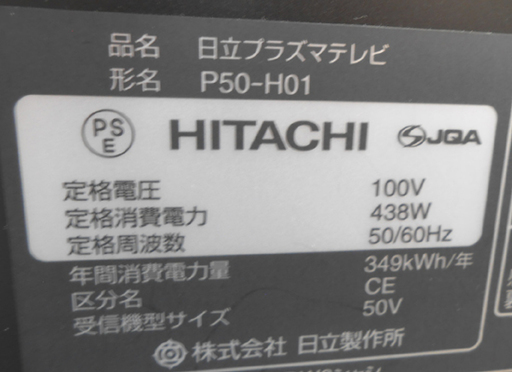 品名 日立プラズマテレビ
形名 P50-H01
PS
E
HITACHI JQA
定格電圧 100V
定格消費電力 438W
定格周波数 50/60Hz
年間消費電力量 349kWh/年
区分名 CE
受信機型サイズ 50V
株式会社 日立製作所